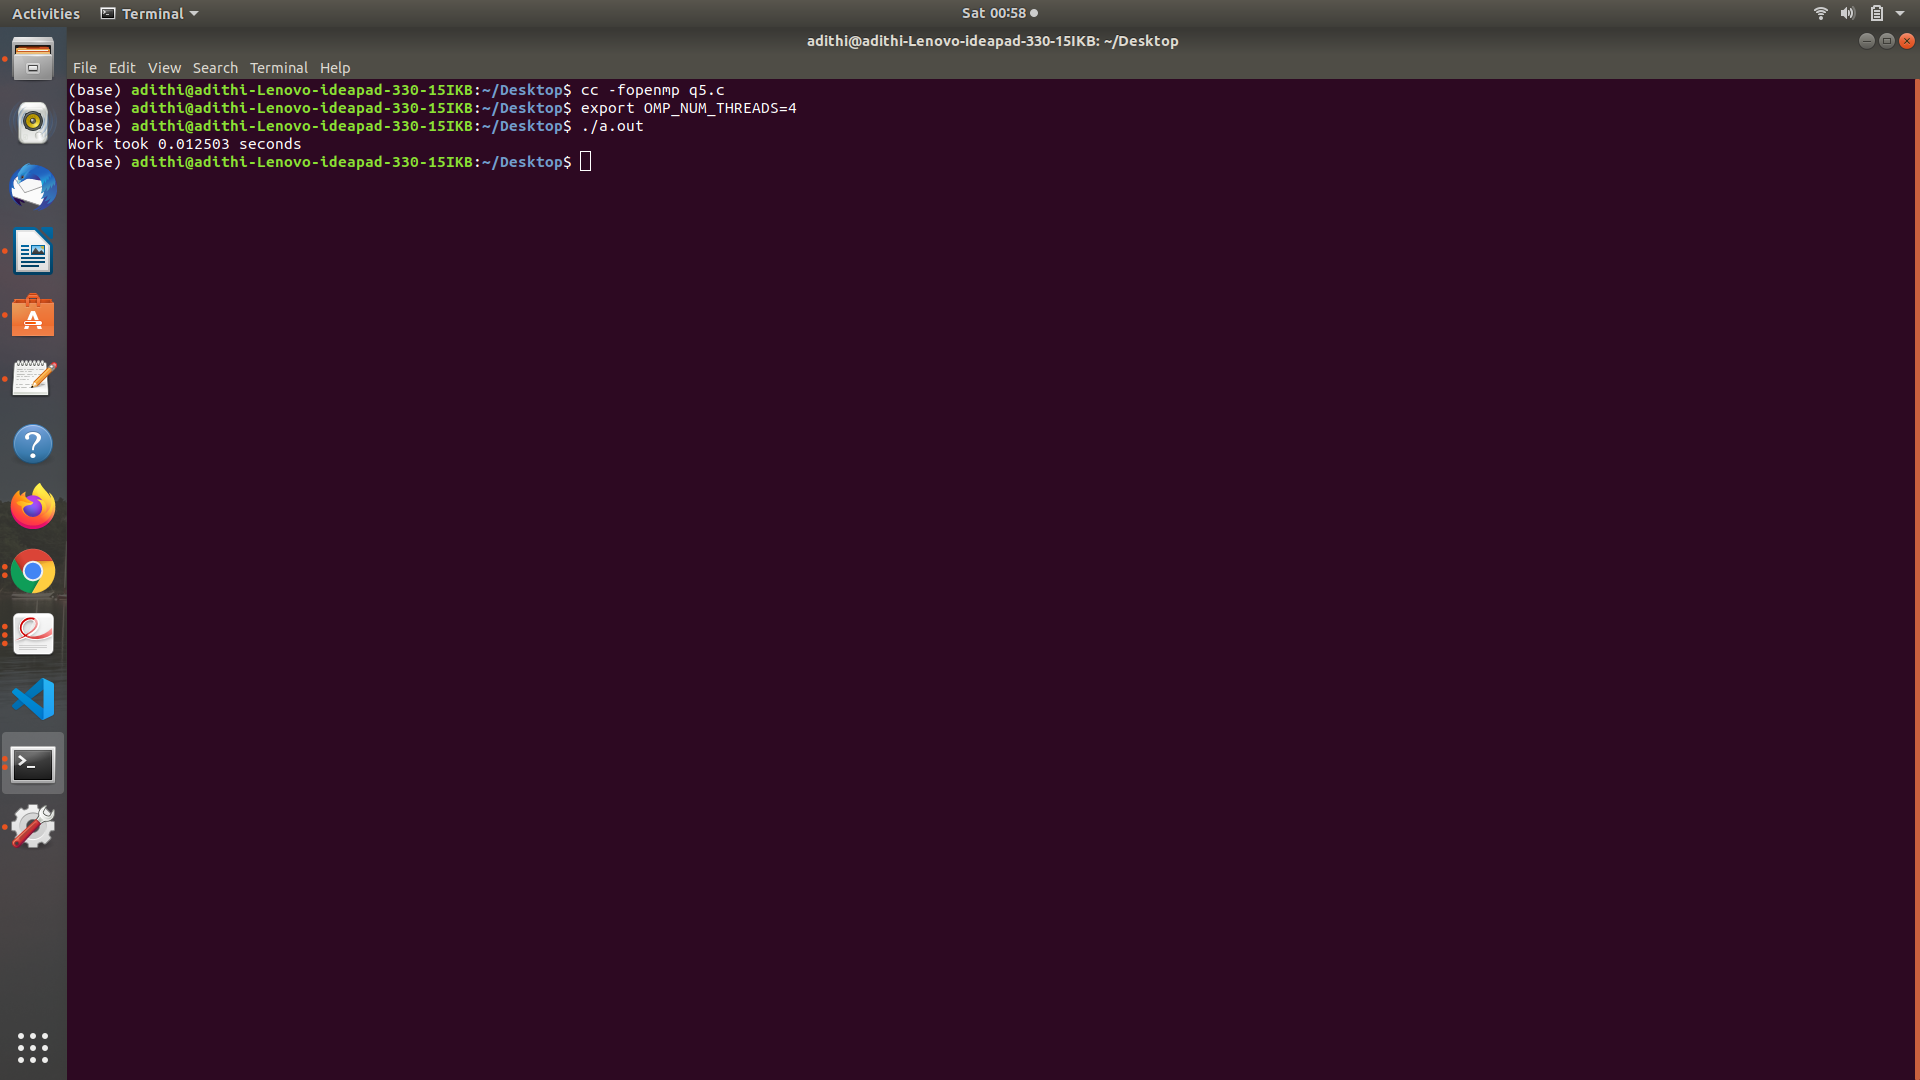 Activities Terminal Sat 00:58
adithi@adithi-Lenovo-ideapad-330-15IKB: ~/Desktop
File Edit View Search Terminal Help
(base) adithi@adithi-Lenovo-ideapad-330-15IKB:~/Desktop$ cc -fopenmp q5.c
(base) adithi@adithi-Lenovo-ideapad-330-15IKB:~/Desktop$ export OMP_NUM_THREADS=4
(base) adithi@adithi-Lenovo-ideapad-330-15IKB:~/Desktop$ ./a.out
Work took 0.012503 seconds
(base) adithi@adithi-Lenovo-ideapad-330-15IKB:~/Desktop$